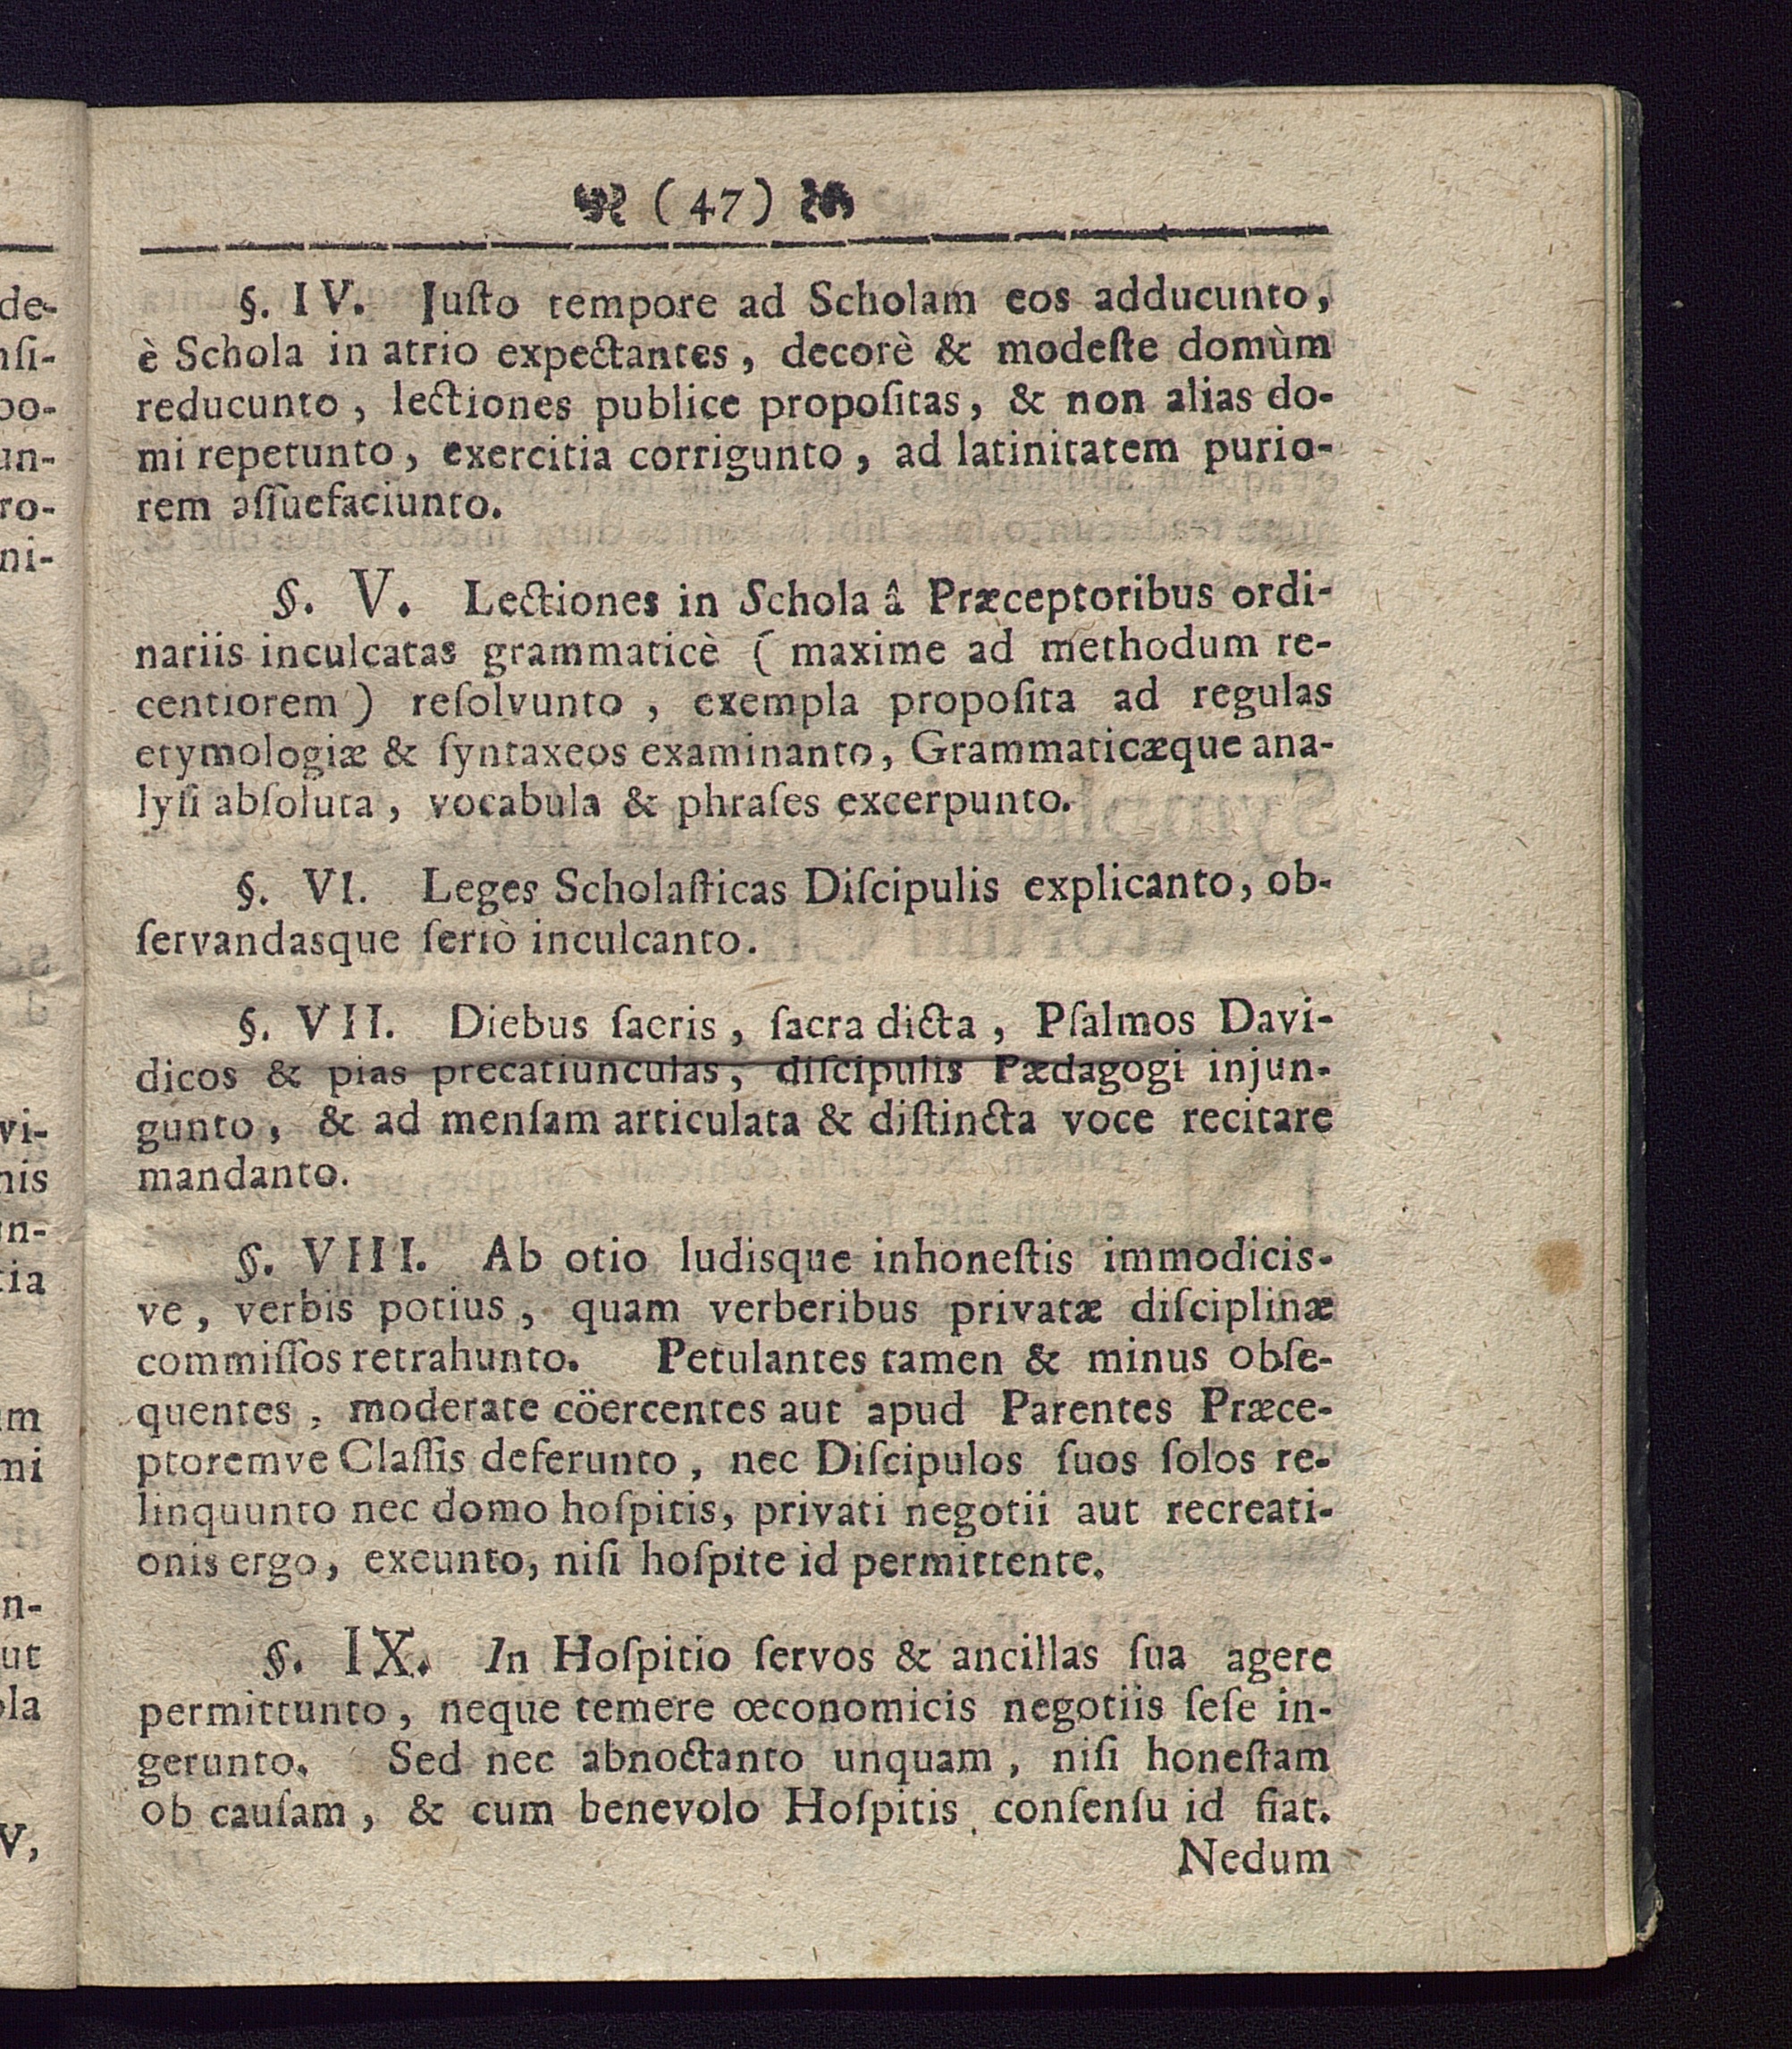 ( 47 )
§. IV. Juſto tempore ad Scholam eos adducunto,
è Schola in atrio expectantes, decorè & modeſte domùm
reducunto, lectiones publice propoſitas, & non alias do-
mi repetunto, exercitia corrigunto, ad latinitatem purio-
rem aſſuefaciunto.
§. V. Lectiones in Schola â Præceptoribus ordi-
nariis inculcatas grammaticè ( maxime ad methodum re-
centiorem ) reſolvunto , exempla propoſita ad regulas
etymologiæ & ſyntaxeos examinanto, Grammaticæque ana-
lyſi abſoluta, vocabula & phraſes excerpunto.
§. VI. Leges Scholaſticas Diſcipulis explicanto, ob-
ſervandasque ſeriò inculcanto.
§. VII. Diebus ſacris, ſacra dicta, Pſalmos Davi-
dicos & pias precatiunculas, diſcipulis Pædagogi injun-
gunto, & ad menſam articulata & diſtincta voce recitare
mandanto.
§. VIII. Ab otio ludisque inhoneſtis immodicis-
ve, verbis potius, quam verberibus privatæ diſciplinæ
commiſſos retrahunto. Petulantes tamen & minus obſe-
quentes, moderate cöercentes aut apud Parentes Præce-
ptoremve Claſſis deferunto, nec Diſcipulos ſuos ſolos re-
linquunto nec domo hoſpitis, privati negotii aut recreati-
onis ergo, exeunto, niſi hoſpite id permittente.
§. IX. In Hoſpitio ſervos & ancillas ſua agere
permittunto, neque temere œconomicis negotiis ſeſe in-
gerunto. Sed nec abnoctanto unquam, niſi honeſtam
ob cauſam, & cum benevolo Hoſpitis conſenſu id fiat.
Nedum